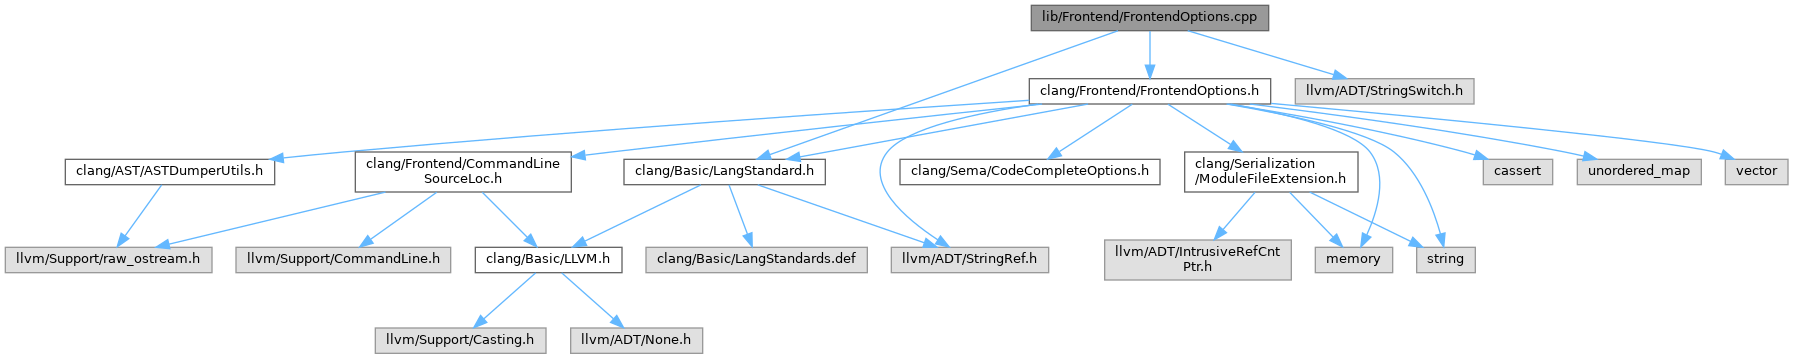 lib/Frontend/FrontendOptions.cpp
clang/Frontend/FrontendOptions.h
llvm/ADT/StringSwitch.h
clang/AST/ASTDumperUtils.h
clang/Frontend/CommandLine
SourceLoc.h
clang/Basic/LangStandard.h
clang/Sema/CodeCompleteOptions.h
clang/Serialization
/ModuleFileExtension.h
cassert
unordered_map
vector
llvm/Support/raw_ostream.h
llvm/Support/CommandLine.h
clang/Basic/LLVM.h
clang/Basic/LangStandards.def
llvm/ADT/StringRef.h
llvm/ADT/IntrusiveRefCnt
Ptr.h
memory
string
llvm/Support/Casting.h
llvm/ADT/None.h